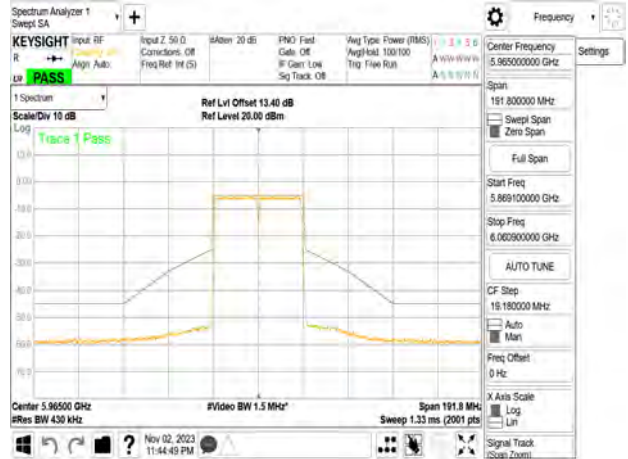 Spectrum Analyzer 1
Swept SA
Frequency
KEYSIGHT
Input: RF
Input Z: 50 Ω
#Atten: 20 dB
PNO: Fast
Avg Type: Power (RMS)
R
Align: Auto
Corrections: Off
Freq Ref: Int (S)
Gate: Off
IF Gain: Low
Sig Track: Off
Avg|Hold: 100/100
Trig: Free Run
PASS
1 Spectrum
Ref Lvl Offset 13.40 dB
Scale/Div 10 dB
Ref Level 20.00 dBm
Log
Trace 1 Pass
Center 5.96500 GHz
#Video BW 1.5 MHz*
Span 191.8 MHz
#Res BW 430 kHz
Sweep 1.33 ms (2001 pts)
Nov 02, 2023
11:44:49 PM
?
Center Frequency
5.965000000 GHz
Settings
Span
191.800000 MHz
Swept Span
Zero Span
Full Span
Start Freq
5.869100000 GHz
Stop Freq
6.060900000 GHz
AUTO TUNE
CF Step
19.180000 MHz
Auto
Man
Freq Offset
0 Hz
X Axis Scale
Log
Lin
Signal Track
(Span Zoom)